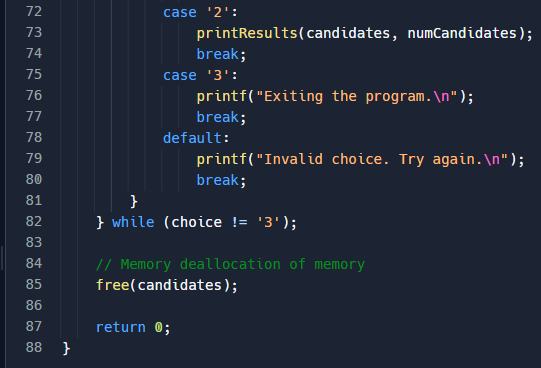 72 case '2':
73 printResults(candidates, numCandidates);
74 break;
75 case '3':
76 printf("Exiting the program.\n");
77 break;
78 default:
79 printf("Invalid choice. Try again.\n");
80 break;
81 }
82 } while (choice != '3');
83
84 // Memory deallocation of memory
85 free(candidates);
86
87 return 0;
88 }